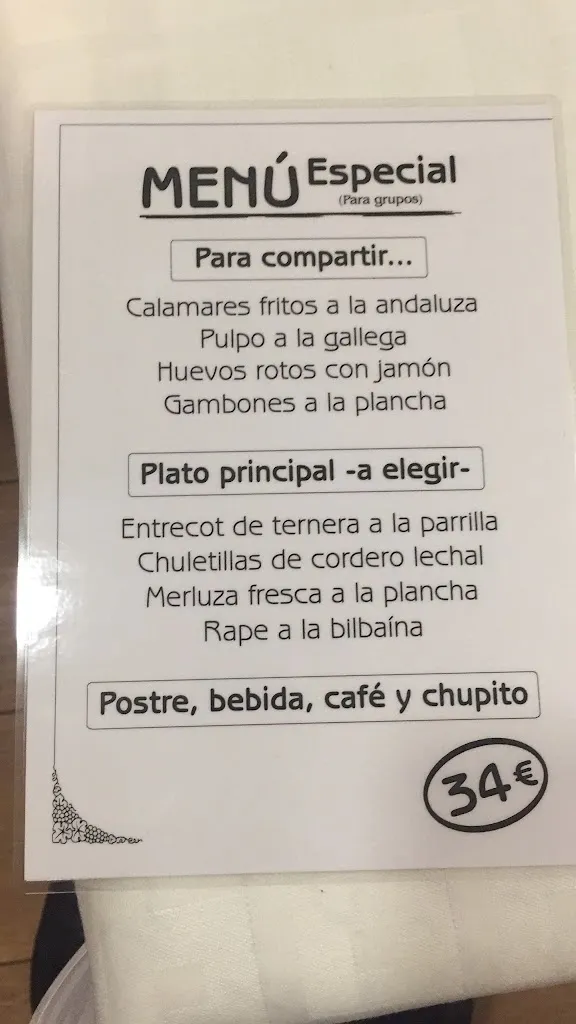 MENÚ Especial
(Para grupos)
Para compartir...
Calamares fritos a la andaluza
Pulpo a la gallega
Huevos rotos con jamón
Gambones a la plancha
Plato principal -a elegir-
Entrecot de ternera a la parrilla
Chuletillas de cordero lechal
Merluza fresca a la plancha
Rape a la bilbaína
Postre, bebida, café y chupito
34€